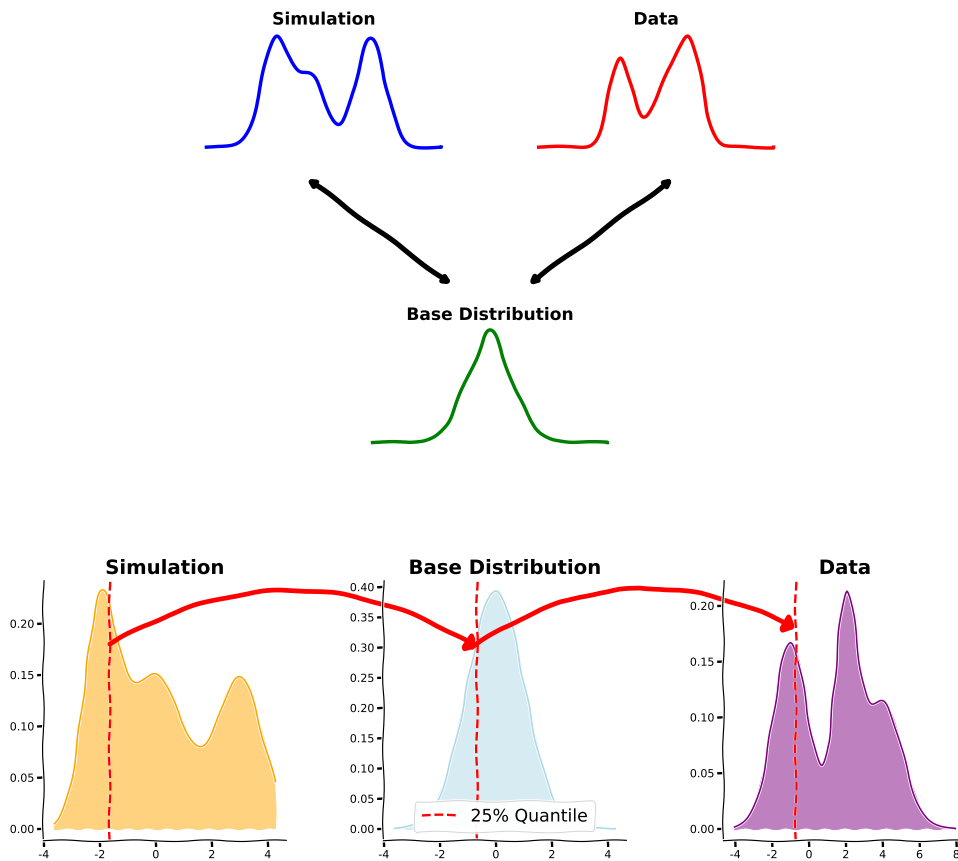 Simulation
Data
Base Distribution
Simulation
Base Distribution
Data
0.20
0.15
0.10
0.05
0.00
-4 -2 0 2 4
0.40
0.35
0.30
0.25
0.20
0.15
0.10
0.05
0.00
25% Quantile
-4 -2 0 2 4
0.20
0.15
0.10
0.05
0.00
-4 -2 0 2 4 6 8